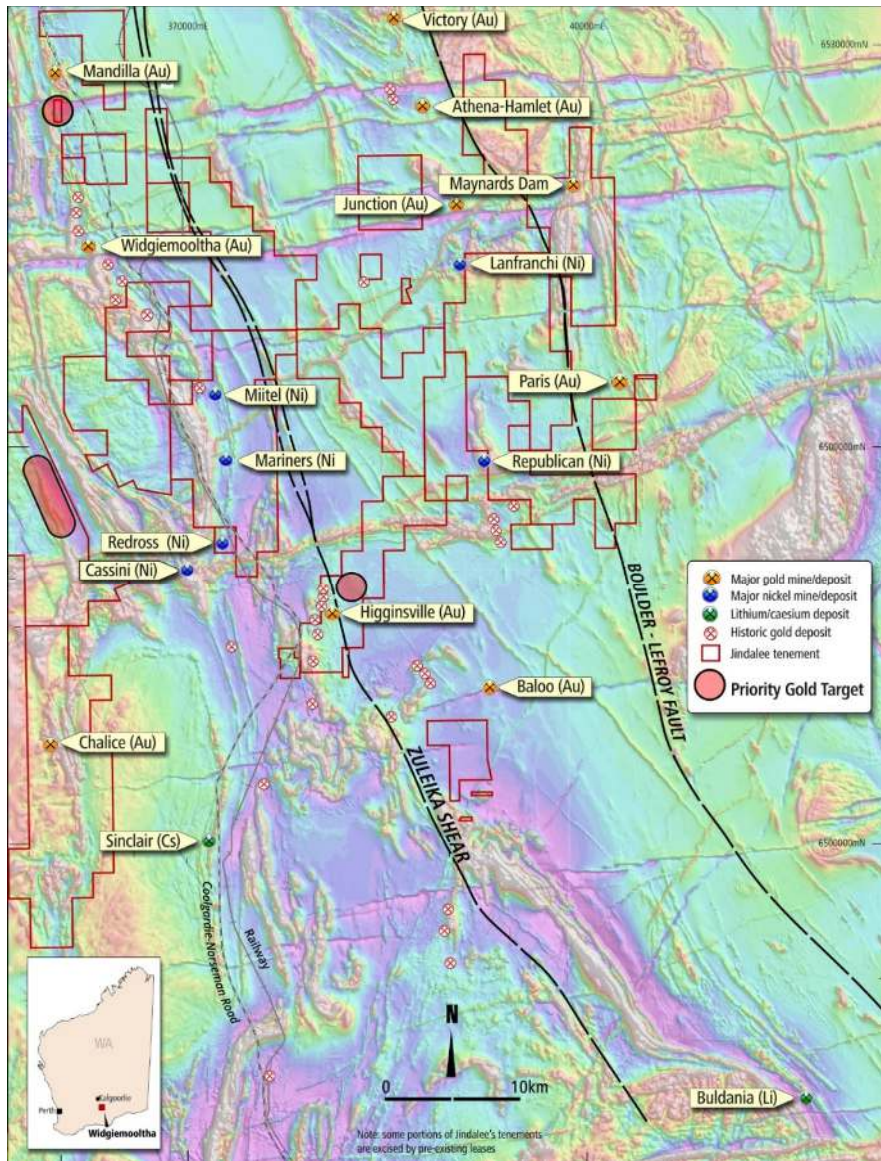 370000mE
Victory (Au)
40000mE
6530000mN
Mandilla (Au)
Athena-Hamlet (Au)
Maynards Dam
Junction (Au)
Widgiemooltha (Au)
Lanfranchi (Ni)
Paris (Au)
Miitel (Ni)
6500000mN
Mariners (Ni
Republican (Ni)
Redross (Ni)
Cassini (Ni)
BOULDER - LEFROY FAULT
Major gold mine/deposit
Major nickel mine/deposit
Lithium/caesium deposit
Historic gold deposit
Jindalee tenement
Priority Gold Target
Higginsville (Au)
Baloo (Au)
Chalice (Au)
ZULEIKA SHEAR
Sinclair (Cs)
6500000mN
Coolgardie-Norseman Road
Railway
WA
Kalgoorlie
Perth
Widgiemooltha
N
0 10km
Buldania (Li)
Note: some portions of Jindalee's tenements
are excised by pre-existing leases